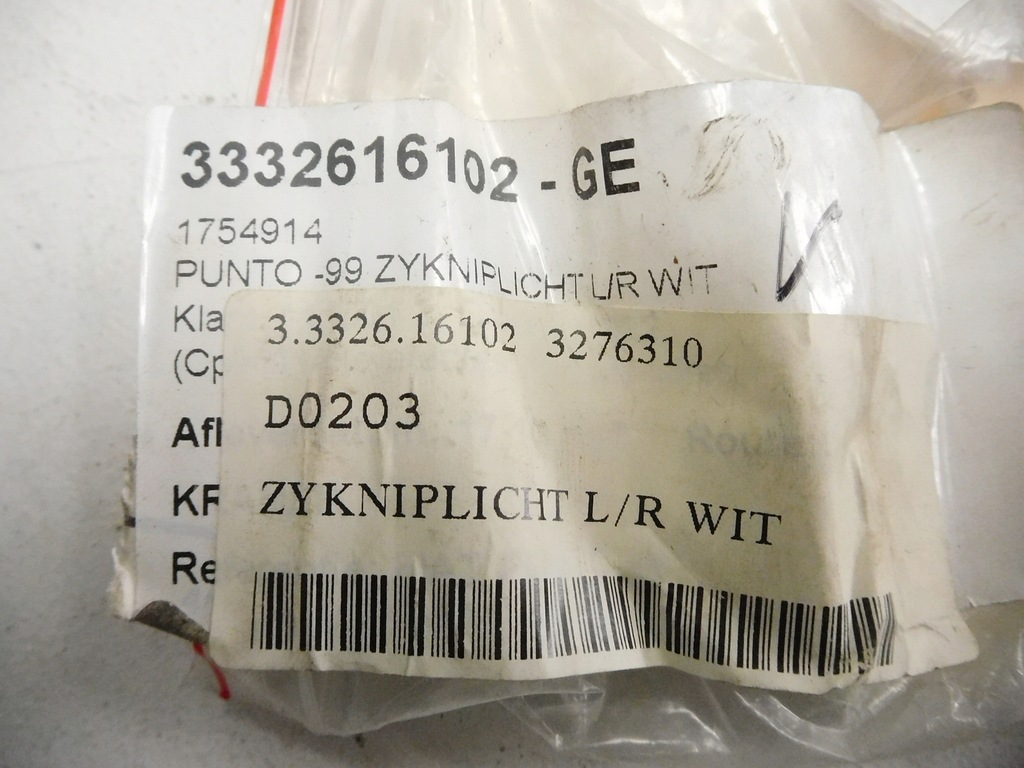 3332616102 - GE
1754914
PUNTO -99 ZYKNIPLICHT L/R WIT
Kla
(Cp
Afl
KR
Re
3.3326.16102 3276310
D0203
ZYKNIPLICHT L/R WIT